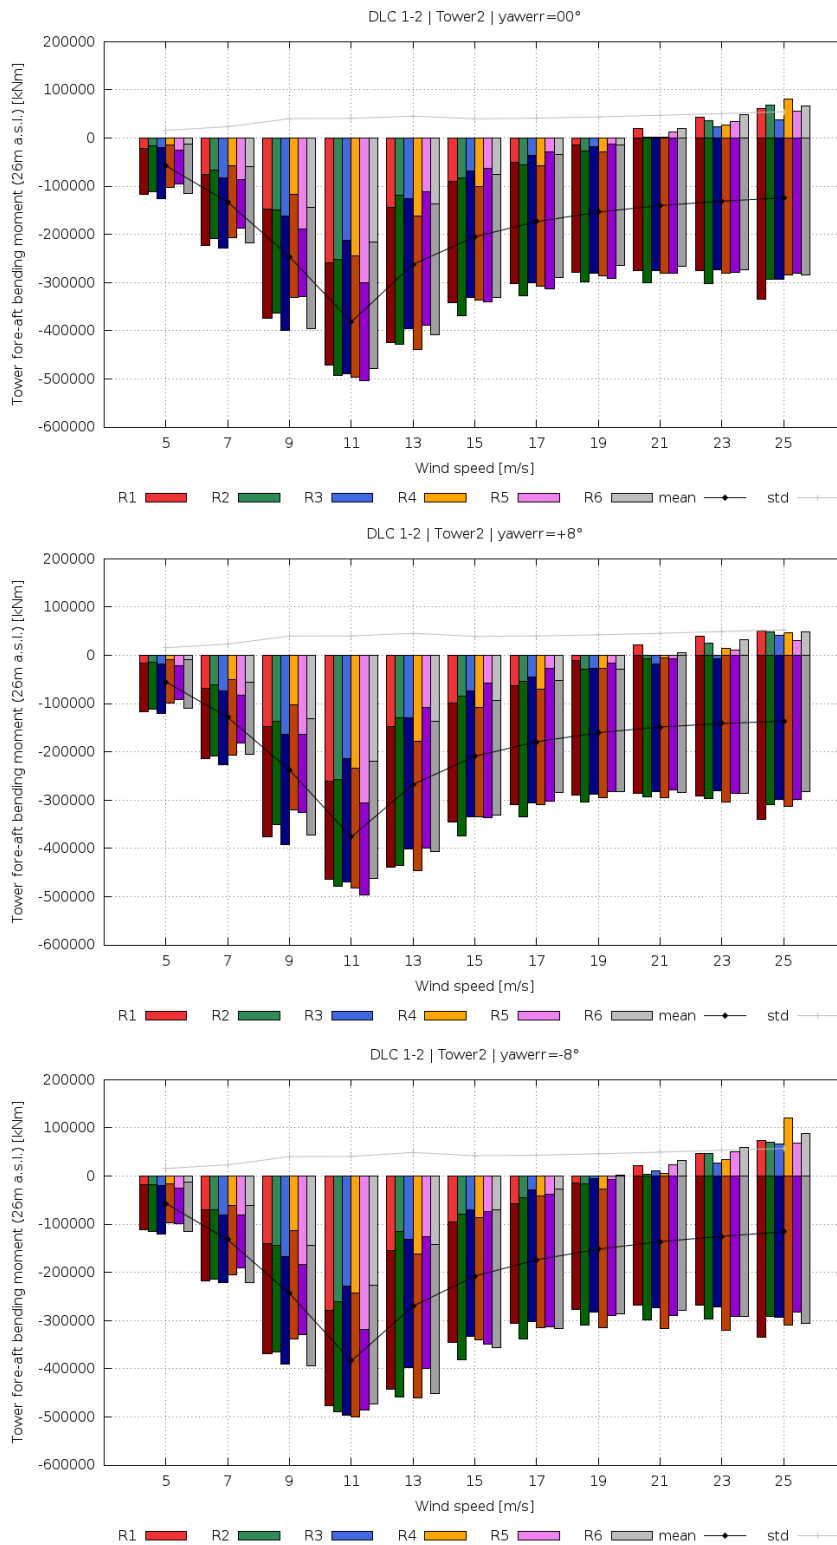 DLC 1-2 | Tower2 | yawerr=00°
Tower fore-aft bending moment (26m a.s.l.) [kNm]
200000
100000
0
-100000
-200000
-300000
-400000
-500000
-600000
5 7 9 11 13 15 17 19 21 23 25
Wind speed [m/s]
R1 R2 R3 R4 R5 R6 mean std
DLC 1-2 | Tower2 | yawerr=+8°
Tower fore-aft bending moment (26m a.s.l.) [kNm]
200000
100000
0
-100000
-200000
-300000
-400000
-500000
-600000
5 7 9 11 13 15 17 19 21 23 25
Wind speed [m/s]
R1 R2 R3 R4 R5 R6 mean std
DLC 1-2 | Tower2 | yawerr=-8°
Tower fore-aft bending moment (26m a.s.l.) [kNm]
200000
100000
0
-100000
-200000
-300000
-400000
-500000
-600000
5 7 9 11 13 15 17 19 21 23 25
Wind speed [m/s]
R1 R2 R3 R4 R5 R6 mean std